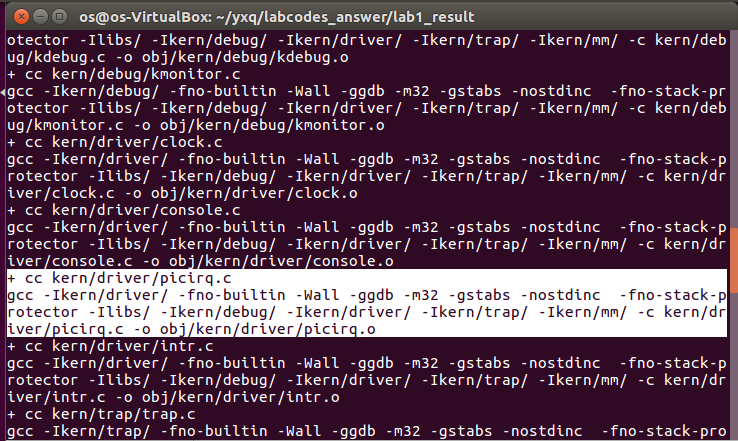 os@os-VirtualBox: ~/yxq/labcodes_answer/lab1_result
otector -Ilibs/ -Ikern/debug/ -Ikern/driver/ -Ikern/trap/ -Ikern/mm/ -c kern/deb
ug/kdebug.c -o obj/kern/debug/kdebug.o
+ cc kern/debug/kmonitor.c
gcc -Ikern/debug/ -fno-builtin -Wall -ggdb -m32 -gstabs -nostdinc  -fno-stack-pr
otector -Ilibs/ -Ikern/debug/ -Ikern/driver/ -Ikern/trap/ -Ikern/mm/ -c kern/deb
ug/kmonitor.c -o obj/kern/debug/kmonitor.o
+ cc kern/driver/clock.c
gcc -Ikern/driver/ -fno-builtin -Wall -ggdb -m32 -gstabs -nostdinc  -fno-stack-p
rotector -Ilibs/ -Ikern/debug/ -Ikern/driver/ -Ikern/trap/ -Ikern/mm/ -c kern/dr
iver/clock.c -o obj/kern/driver/clock.o
+ cc kern/driver/console.c
gcc -Ikern/driver/ -fno-builtin -Wall -ggdb -m32 -gstabs -nostdinc  -fno-stack-p
rotector -Ilibs/ -Ikern/debug/ -Ikern/driver/ -Ikern/trap/ -Ikern/mm/ -c kern/dr
iver/console.c -o obj/kern/driver/console.o
+ cc kern/driver/picirq.c
gcc -Ikern/driver/ -fno-builtin -Wall -ggdb -m32 -gstabs -nostdinc  -fno-stack-p
rotector -Ilibs/ -Ikern/debug/ -Ikern/driver/ -Ikern/trap/ -Ikern/mm/ -c kern/dr
iver/picirq.c -o obj/kern/driver/picirq.o
+ cc kern/driver/intr.c
gcc -Ikern/driver/ -fno-builtin -Wall -ggdb -m32 -gstabs -nostdinc  -fno-stack-p
rotector -Ilibs/ -Ikern/debug/ -Ikern/driver/ -Ikern/trap/ -Ikern/mm/ -c kern/dr
iver/intr.c -o obj/kern/driver/intr.o
+ cc kern/trap/trap.c
gcc -Ikern/trap/ -fno-builtin -Wall -ggdb -m32 -gstabs -nostdinc  -fno-stack-pro